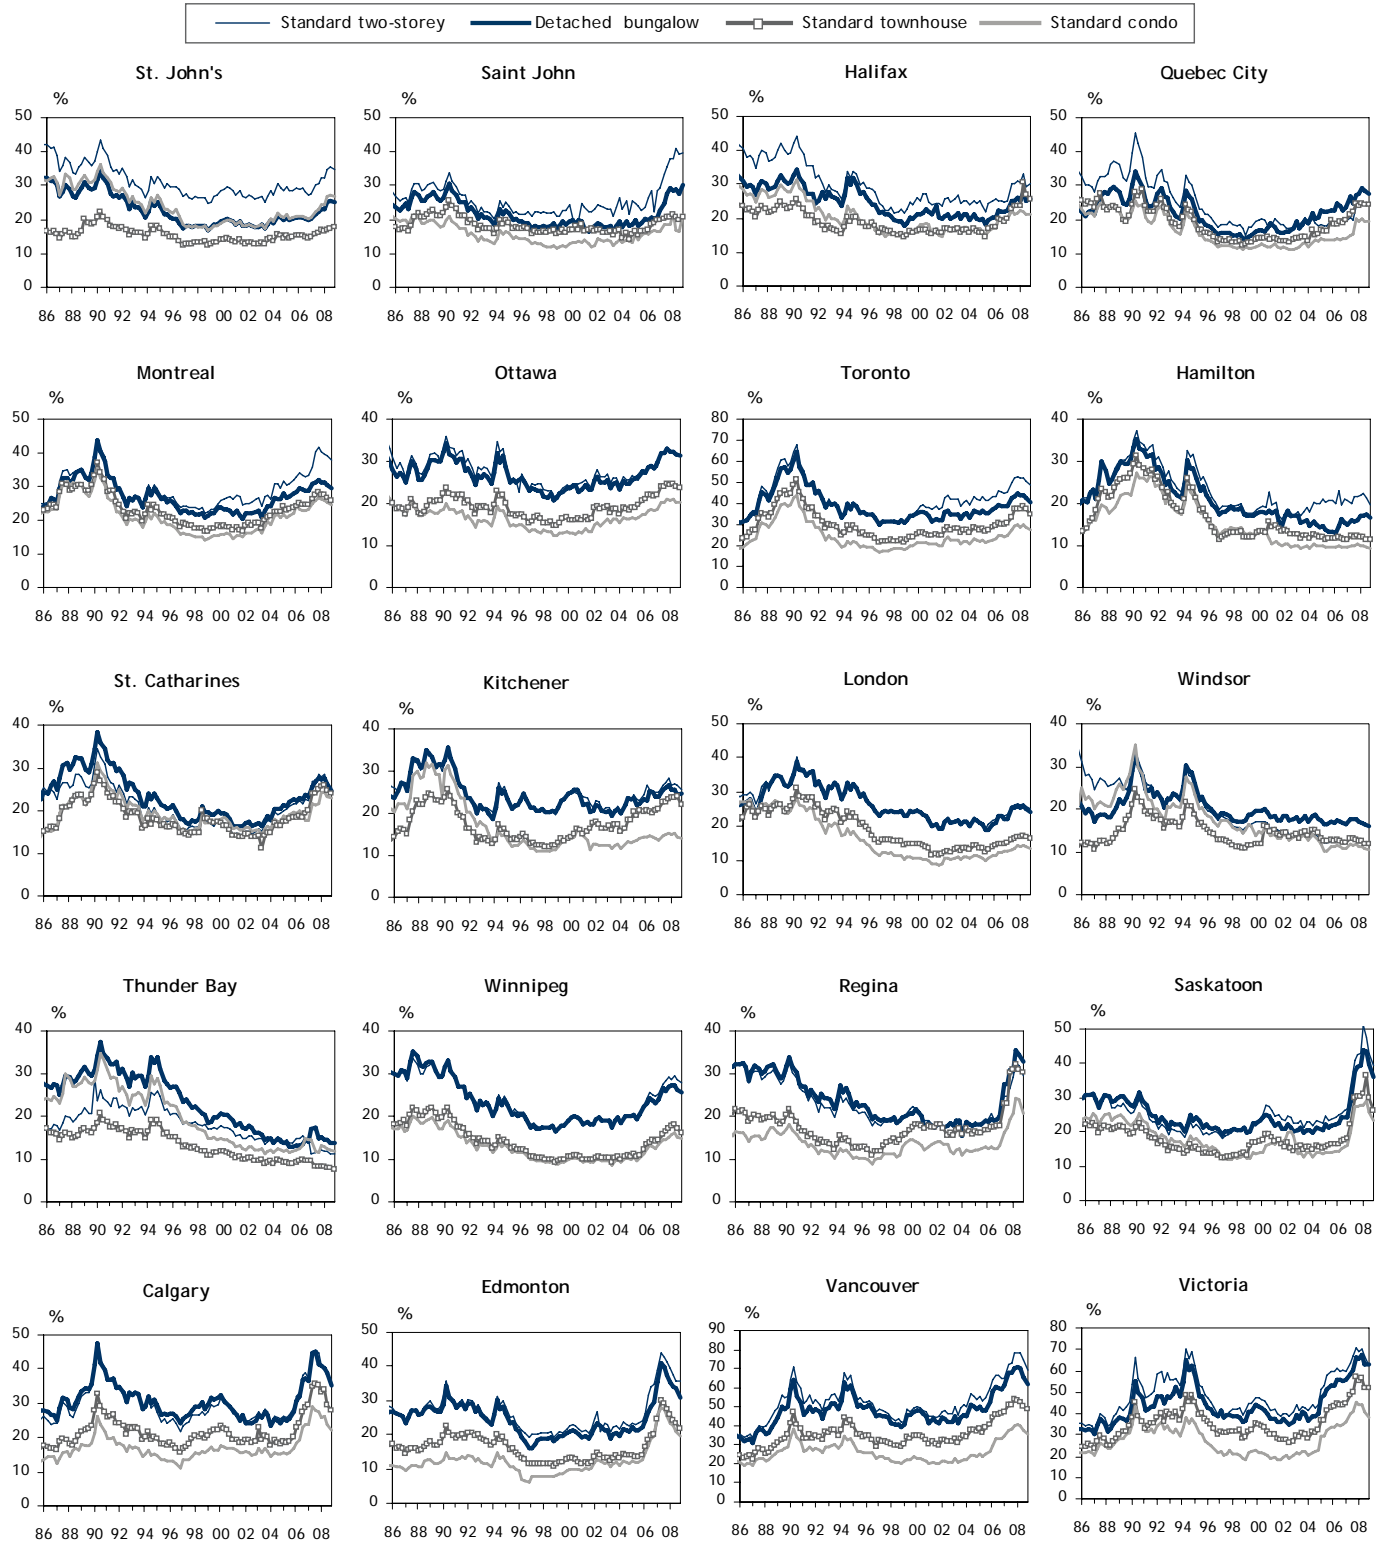 Standard two-storey Detached bungalow Standard townhouse Standard condo
St. John's Saint John Halifax Quebec City
% % % %
50 50 50 50
40 40 40 40
30 30 30 30
20 20 20 20
10 10 10 10
0 0 0 0
86 88 90 92 94 96 98 00 02 04 06 08 86 88 90 92 94 96 98 00 02 04 06 08 86 88 90 92 94 96 98 00 02 04 06 08 86 88 90 92 94 96 98 00 02 04 06 08
Montreal Ottawa Toronto Hamilton
% % % %
50 40 80 40
70
40 60
30 30 50 30
20 40 20
20 30
10 10 20 10
10
0 0 0 0
86 88 90 92 94 96 98 00 02 04 06 08 86 88 90 92 94 96 98 00 02 04 06 08 86 88 90 92 94 96 98 00 02 04 06 08 86 88 90 92 94 96 98 00 02 04 06 08
St. Catharines Kitchener London Windsor
% % % %
40 40 50 40
40
30 30 30 30
20 20 20 20
10 10 10 10
0 0 0 0
86 88 90 92 94 96 98 00 02 04 06 08 86 88 90 92 94 96 98 00 02 04 06 08 86 88 90 92 94 96 98 00 02 04 06 08 86 88 90 92 94 96 98 00 02 04 06 08
Thunder Bay Winnipeg Regina Saskatoon
% % % %
40 40 40 50
40
30 30 30 30
20 20 20 20
10 10 10 10
0 0 0 0
86 88 90 92 94 96 98 00 02 04 06 08 86 88 90 92 94 96 98 00 02 04 06 08 86 88 90 92 94 96 98 00 02 04 06 08 86 88 90 92 94 96 98 00 02 04 06 08
Calgary Edmonton Vancouver Victoria
% % % %
50 50 90 80
80 70
40 40 70 60
60 50
30 30 50 40
20 20 40 30
30
10 10 20 20
10 10
0 0 0 0
86 88 90 92 94 96 98 00 02 04 06 08 86 88 90 92 94 96 98 00 02 04 06 08 86 88 90 92 94 96 98 00 02 04 06 08 86 88 90 92 94 96 98 00 02 04 06 08